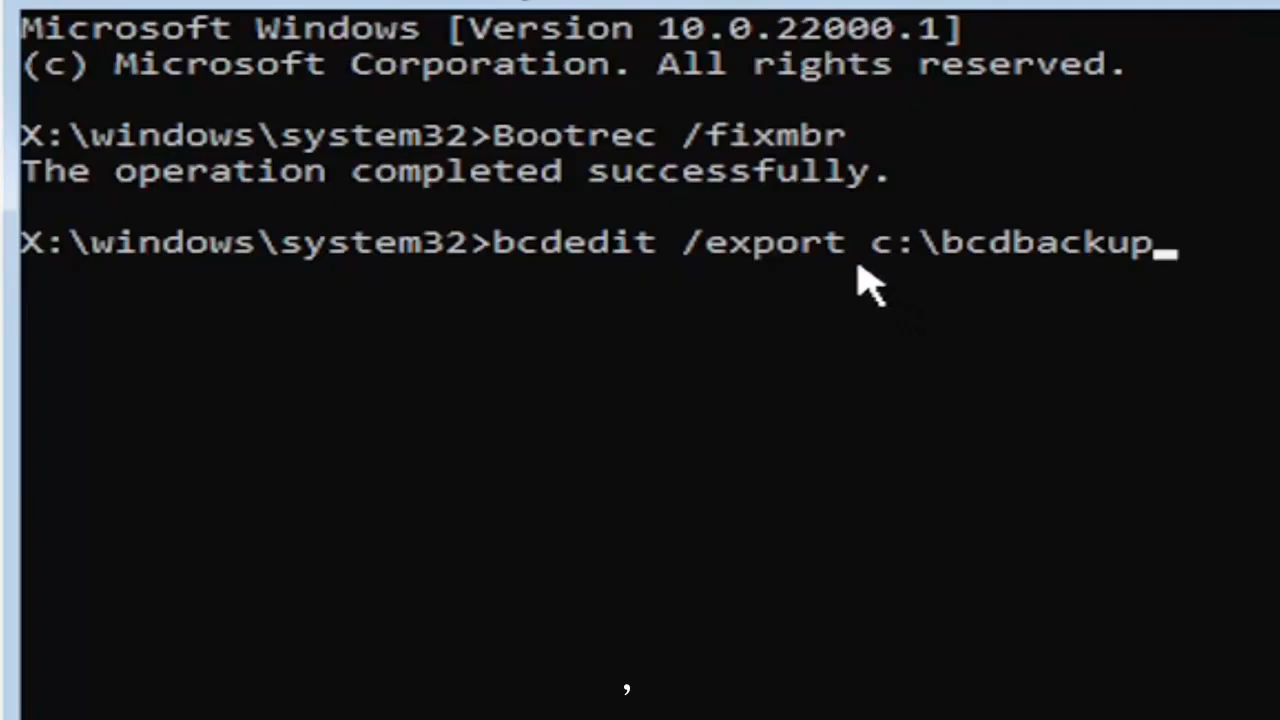 Microsoft Windows [Version 10.0.22000.1]
(c) Microsoft Corporation. All rights reserved.
X:\windows\system32>Bootrec /fixmbr
The operation completed successfully.
X:\windows\system32>bcdedit /export c:\bcdbackup
,